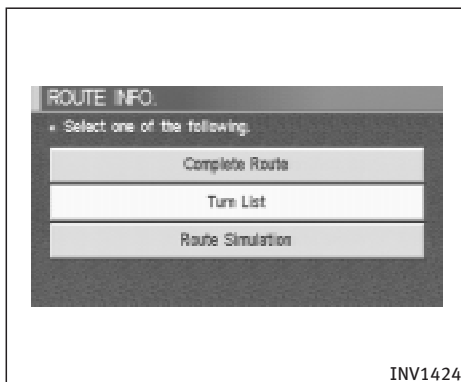 ROUTE INFO.
• Select one of the following.
Complete Route
Turn List
Route Simulation
INV1424